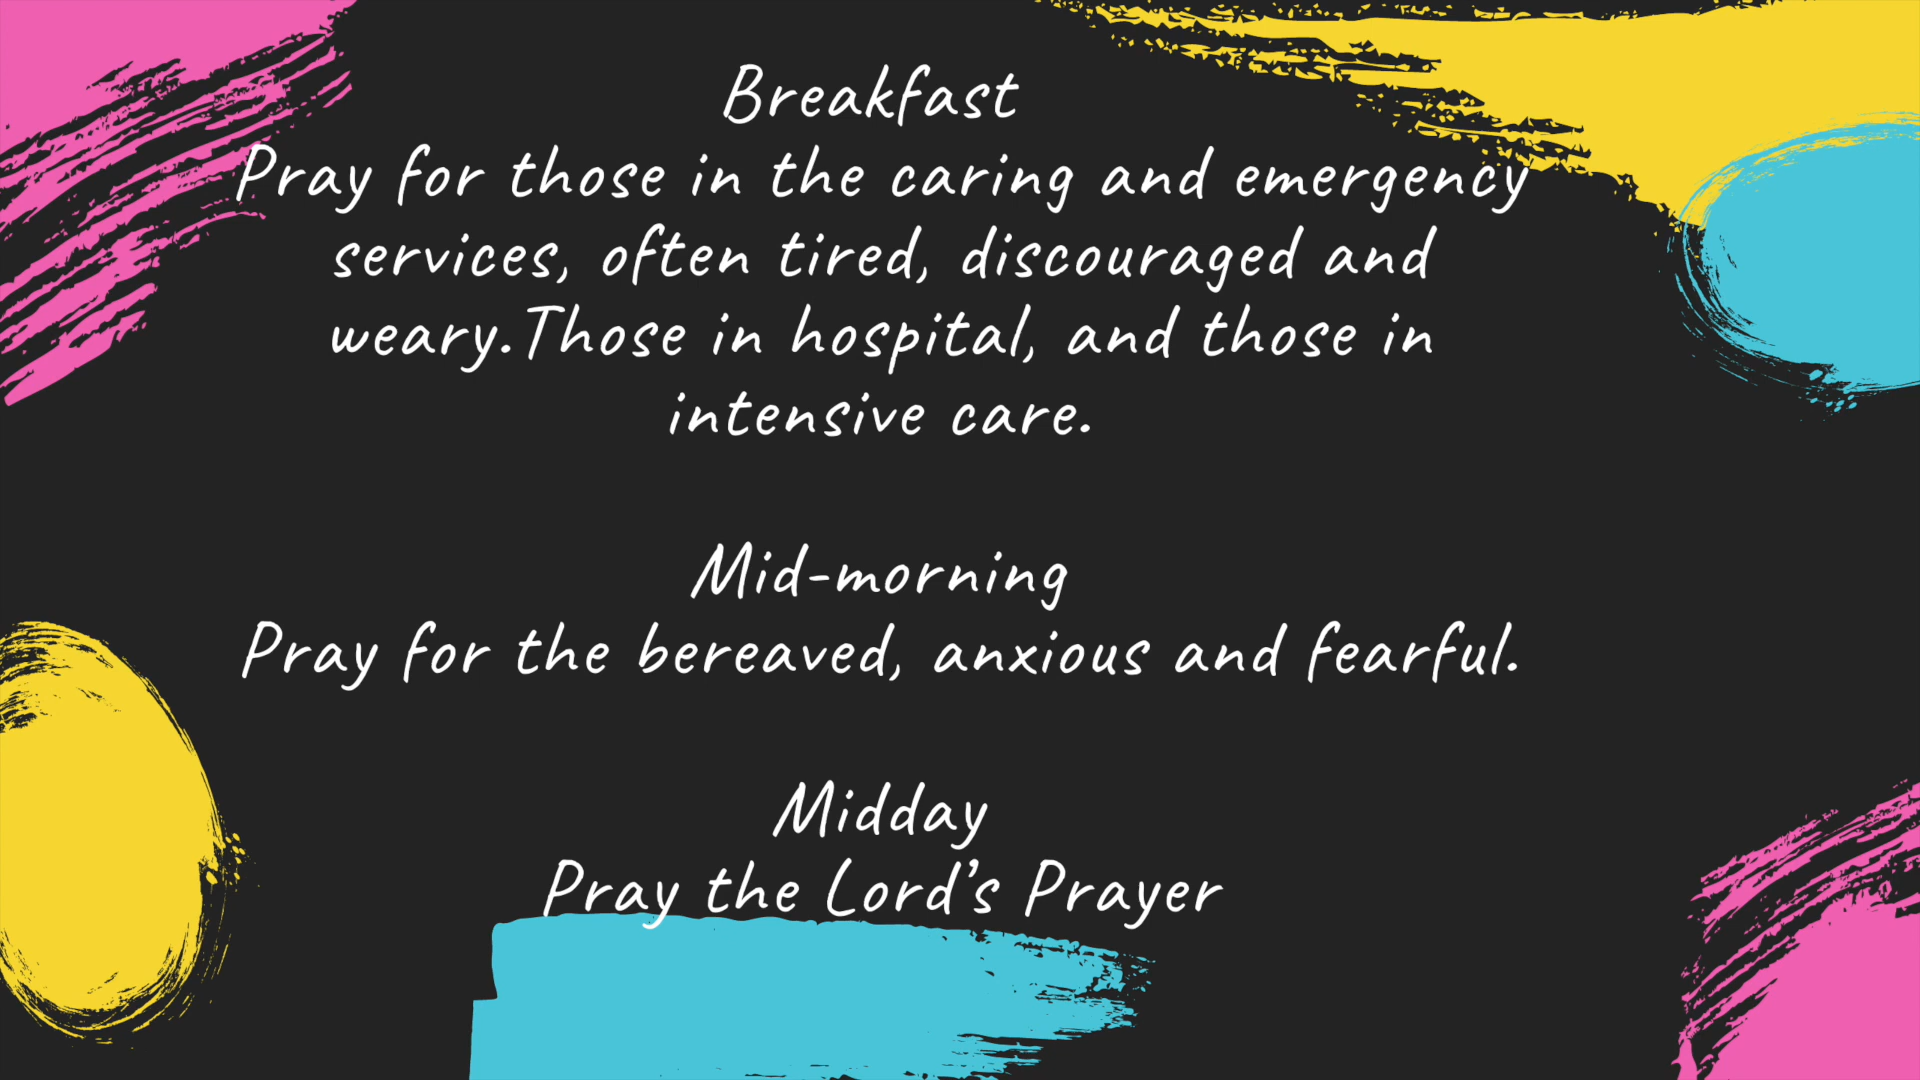 Breakfast
Pray for those in the caring and emergency
services, often tired, discouraged and
weary.Those in hospital, and those in
intensive care.
Mid-morning
Pray for the bereaved, anxious and fearful.
Midday
Pray the Lord’s Prayer